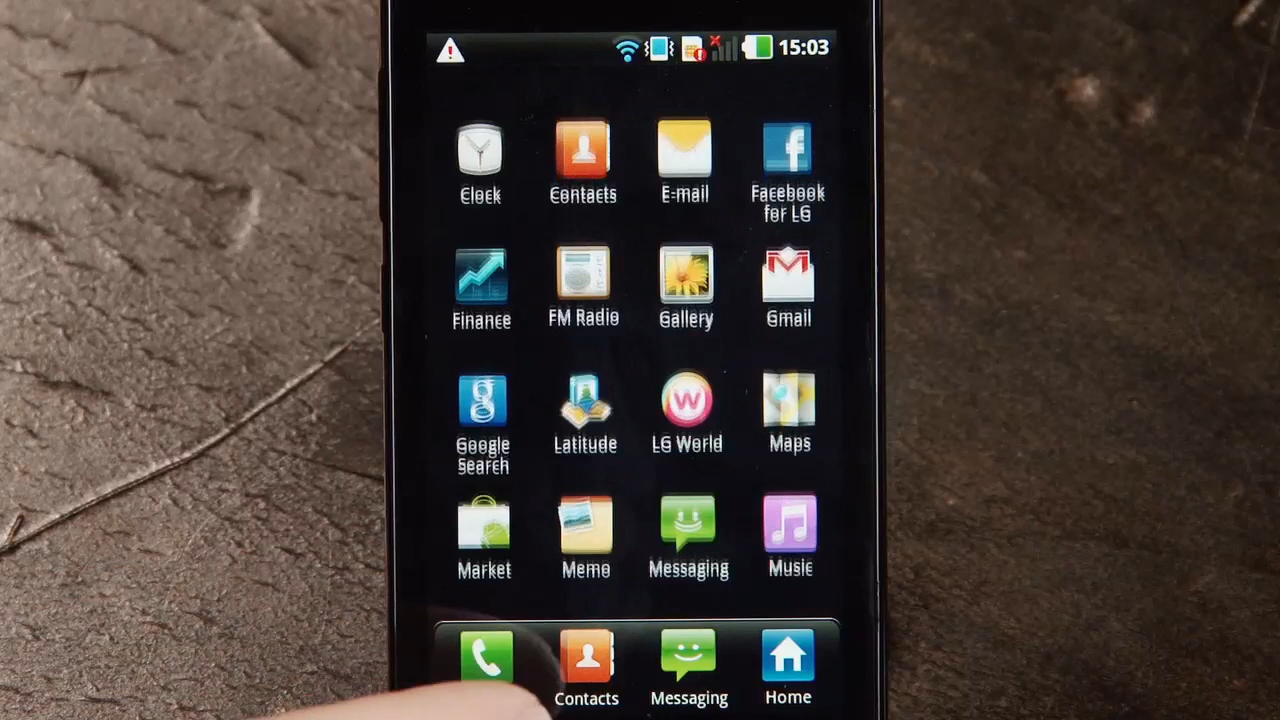 15:03
Clock Contacts E-mail Facebook
for LG
Finance FM Radio Gallery Gmail
Google Latitude LG World Maps
Search
Market Memo Messaging Music
Contacts Messaging Home